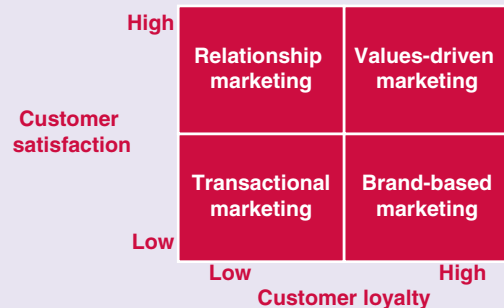 High
Relationship
marketing
Values-driven
marketing
Customer
satisfaction
Transactional
marketing
Brand-based
marketing
Low
Low
High
Customer loyalty